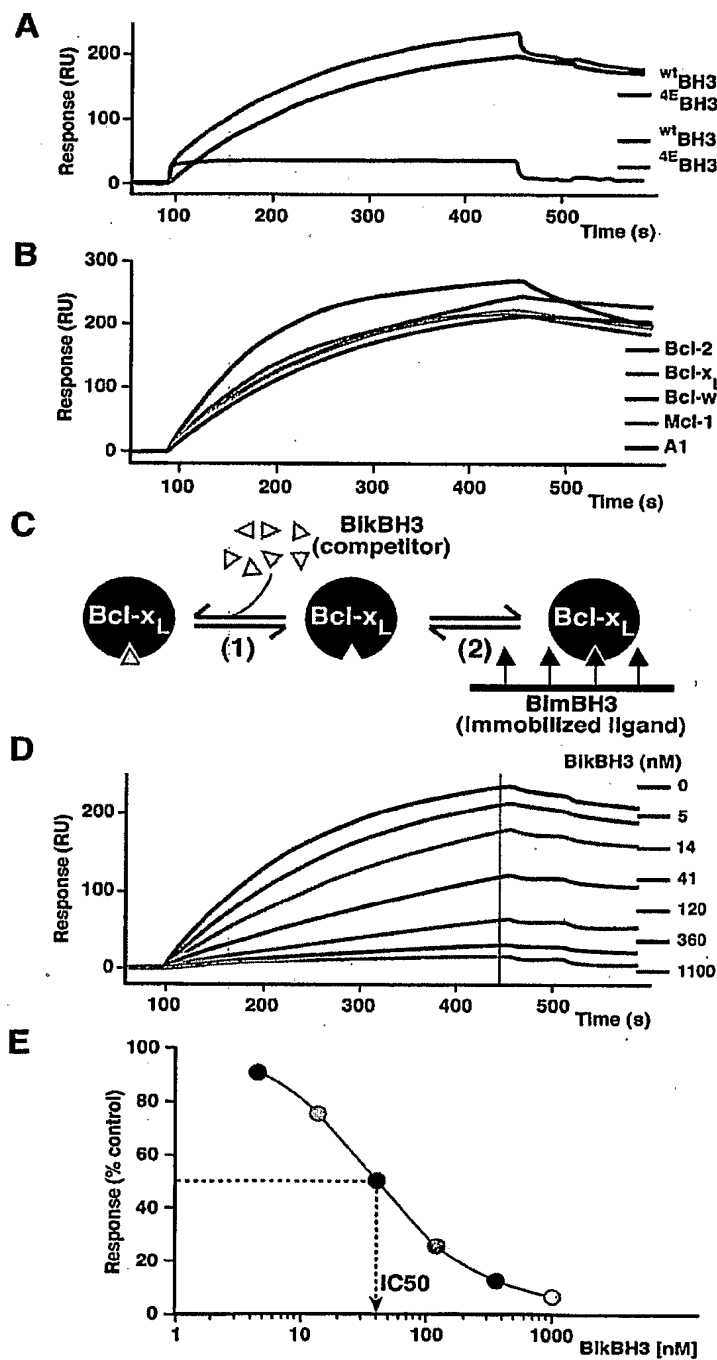 A
Response (RU)
200
100
0
100
200
300
400
500
Time (s)
wtBH3
4EBH3
wtBH3
4EBH3
B
Response (RU)
300
200
100
0
100
200
300
400
500
Time (s)
Bcl-2
Bcl-xL
Bcl-w
Mcl-1
A1
C
BikBH3
(competitor)
Bcl-xL
(1)
Bcl-xL
(2)
Bcl-xL
BimBH3
(immobilized ligand)
D
BikBH3 (nM)
Response (RU)
200
100
0
100
200
300
400
500
Time (s)
0
5
14
41
120
360
1100
E
Response (% control)
100
80
60
40
20
0
IC50
1
10
100
1000
BikBH3 [nM]